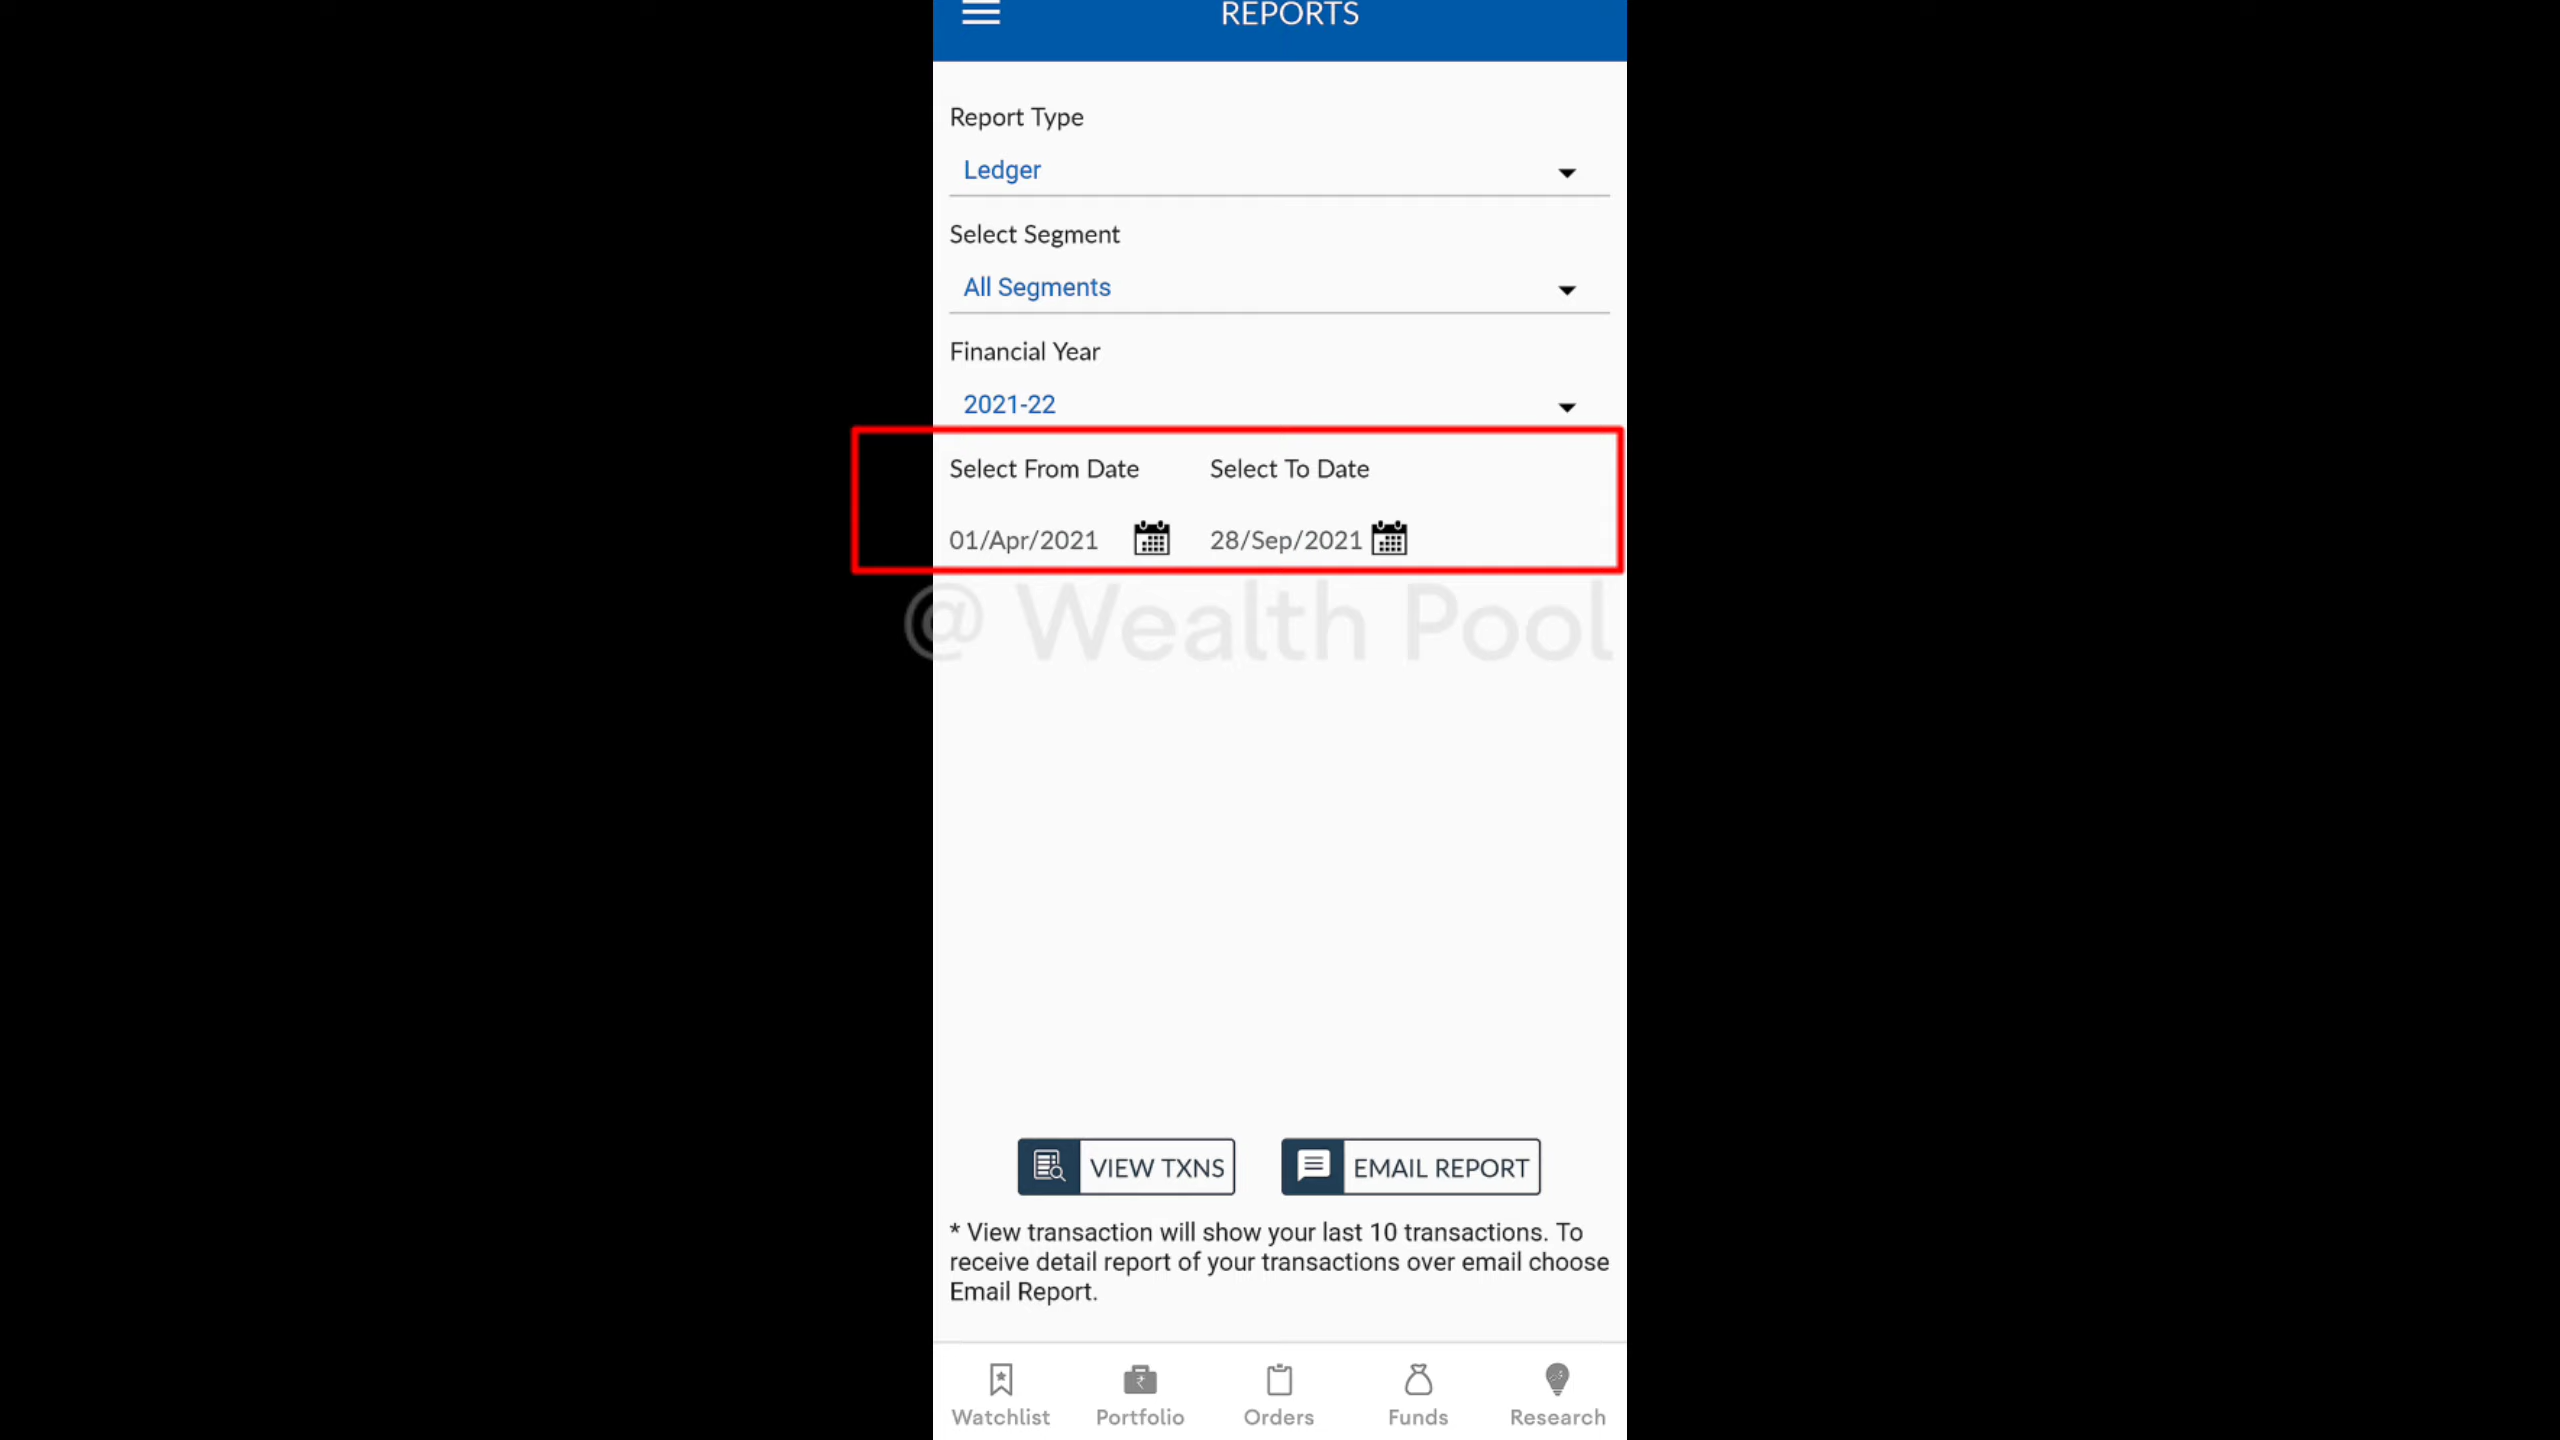 REPORTS
Report Type
Ledger
Select Segment
All Segments
Financial Year
2021-22
Select From Date Select To Date
01/Apr/2021 28/Sep/2021
@ Wealth Pool
VIEW TXNS EMAIL REPORT
* View transaction will show your last 10 transactions. To
receive detail report of your transactions over email choose
Email Report.
Watchlist Portfolio Orders Funds Research